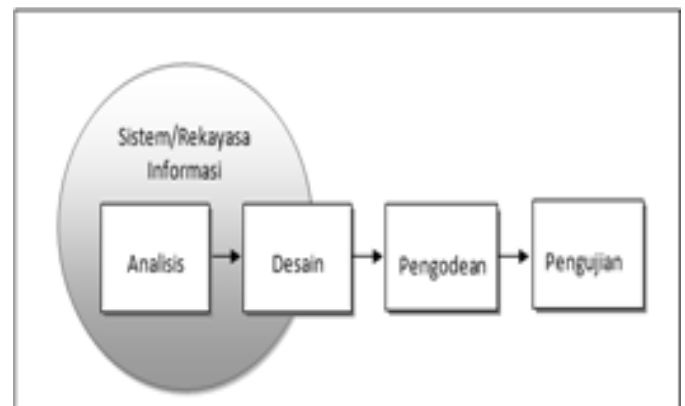 Sistem/Rekayasa
Informasi
Analisis
Desain
Pengodean
Pengujian